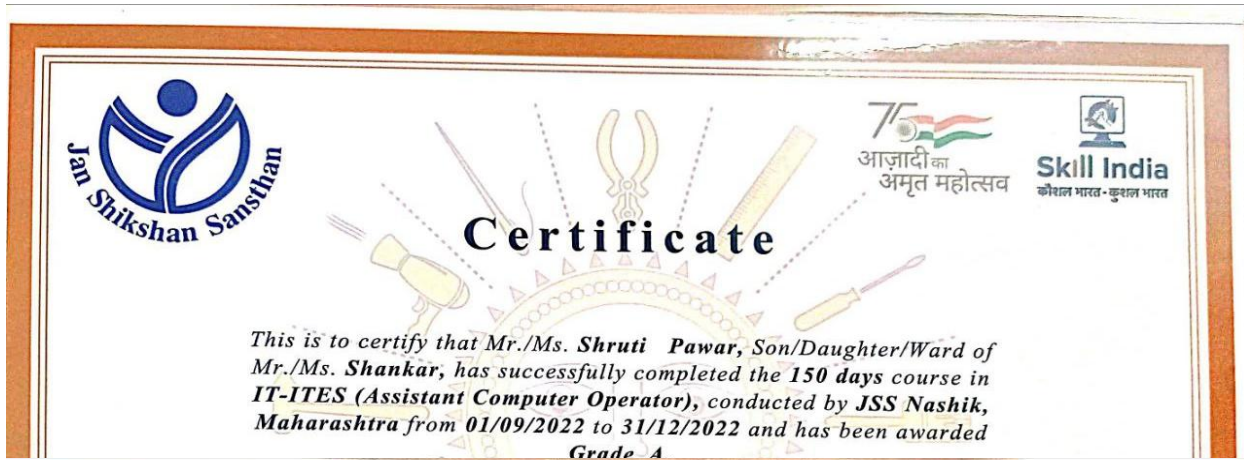 Jan Shikshan Sansthan
75
आज़ादी का
अमृत महोत्सव
Skill India
कौशल भारत - कुशल भारत
Certificate
This is to certify that Mr./Ms. Shruti Pawar, Son/Daughter/Ward of
Mr./Ms. Shankar, has successfully completed the 150 days course in
IT-ITES (Assistant Computer Operator), conducted by JSS Nashik,
Maharashtra from 01/09/2022 to 31/12/2022 and has been awarded
Grade A